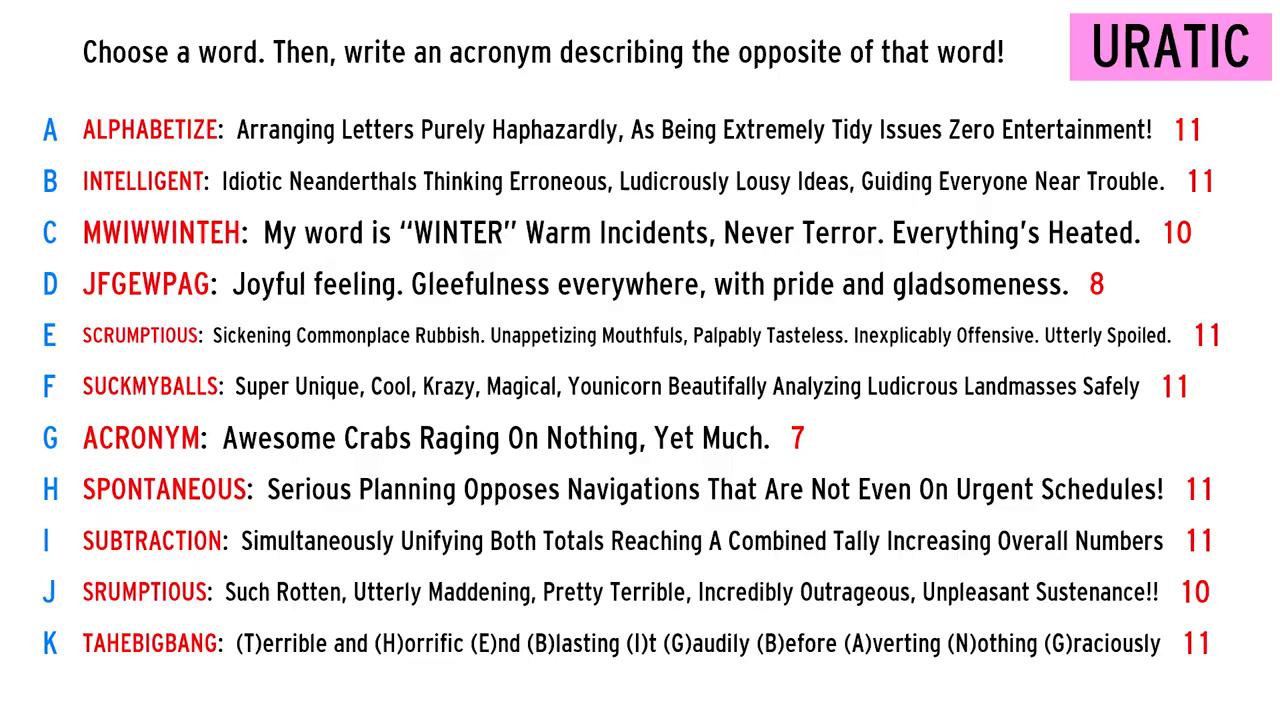 Choose a word. Then, write an acronym describing the opposite of that word!
URATIC
A ALPHABETIZE: Arranging Letters Purely Haphazardly, As Being Extremely Tidy Issues Zero Entertainment! 11
B INTELLIGENT: Idiotic Neanderthals Thinking Erroneous, Ludicrously Lousy Ideas, Guiding Everyone Near Trouble. 11
C MWIWWINTEH: My word is “WINTER” Warm Incidents, Never Terror. Everything’s Heated. 10
D JFGEWPAG: Joyful feeling. Gleefulness everywhere, with pride and gladsomeness. 8
E SCRUMPTIOUS: Sickening Commonplace Rubbish. Unappetizing Mouthfuls, Palpably Tasteless. Inexplicably Offensive. Utterly Spoiled. 11
F SUCKMYBALLS: Super Unique, Cool, Krazy, Magical, Younicorn Beautifally Analyzing Ludicrous Landmasses Safely 11
G ACRONYM: Awesome Crabs Raging On Nothing, Yet Much. 7
H SPONTANEOUS: Serious Planning Opposes Navigations That Are Not Even On Urgent Schedules! 11
I SUBTRACTION: Simultaneously Unifying Both Totals Reaching A Combined Tally Increasing Overall Numbers 11
J SRUMPTIOUS: Such Rotten, Utterly Maddening, Pretty Terrible, Incredibly Outrageous, Unpleasant Sustenance!! 10
K TAHEBIGBANG: (T)errible and (H)orrific (E)nd (B)lasting (I)t (G)audily (B)efore (A)verting (N)othing (G)raciously 11